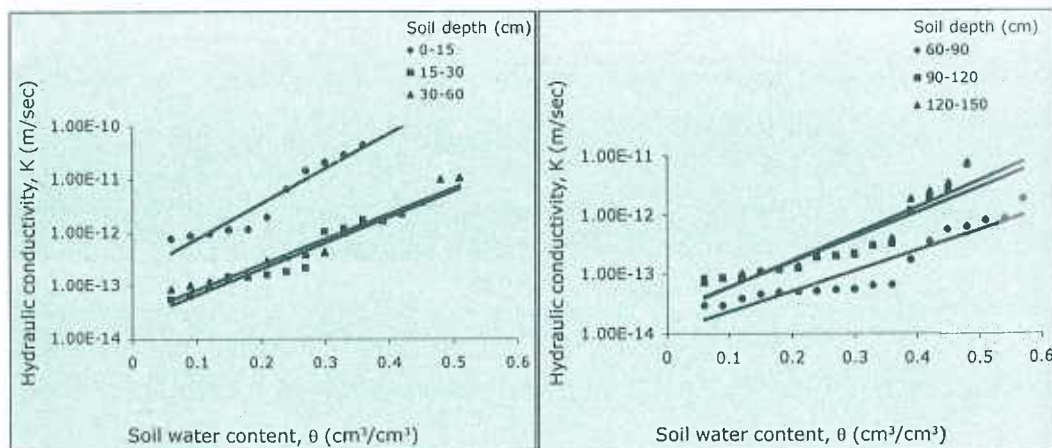 Soil depth (cm)
0-15
15-30
30-60
Hydraulic conductivity, K (m/sec)
1.00E-10
1.00E-11
1.00E-12
1.00E-13
1.00E-14
0 0.1 0.2 0.3 0.4 0.5 0.6
Soil water content, θ (cm³/cm³)
Soil depth (cm)
60-90
90-120
120-150
Hydraulic conductivity, K (m/sec)
1.00E-11
1.00E-12
1.00E-13
1.00E-14
0 0.1 0.2 0.3 0.4 0.5 0.6
Soil water content, θ (cm³/cm³)